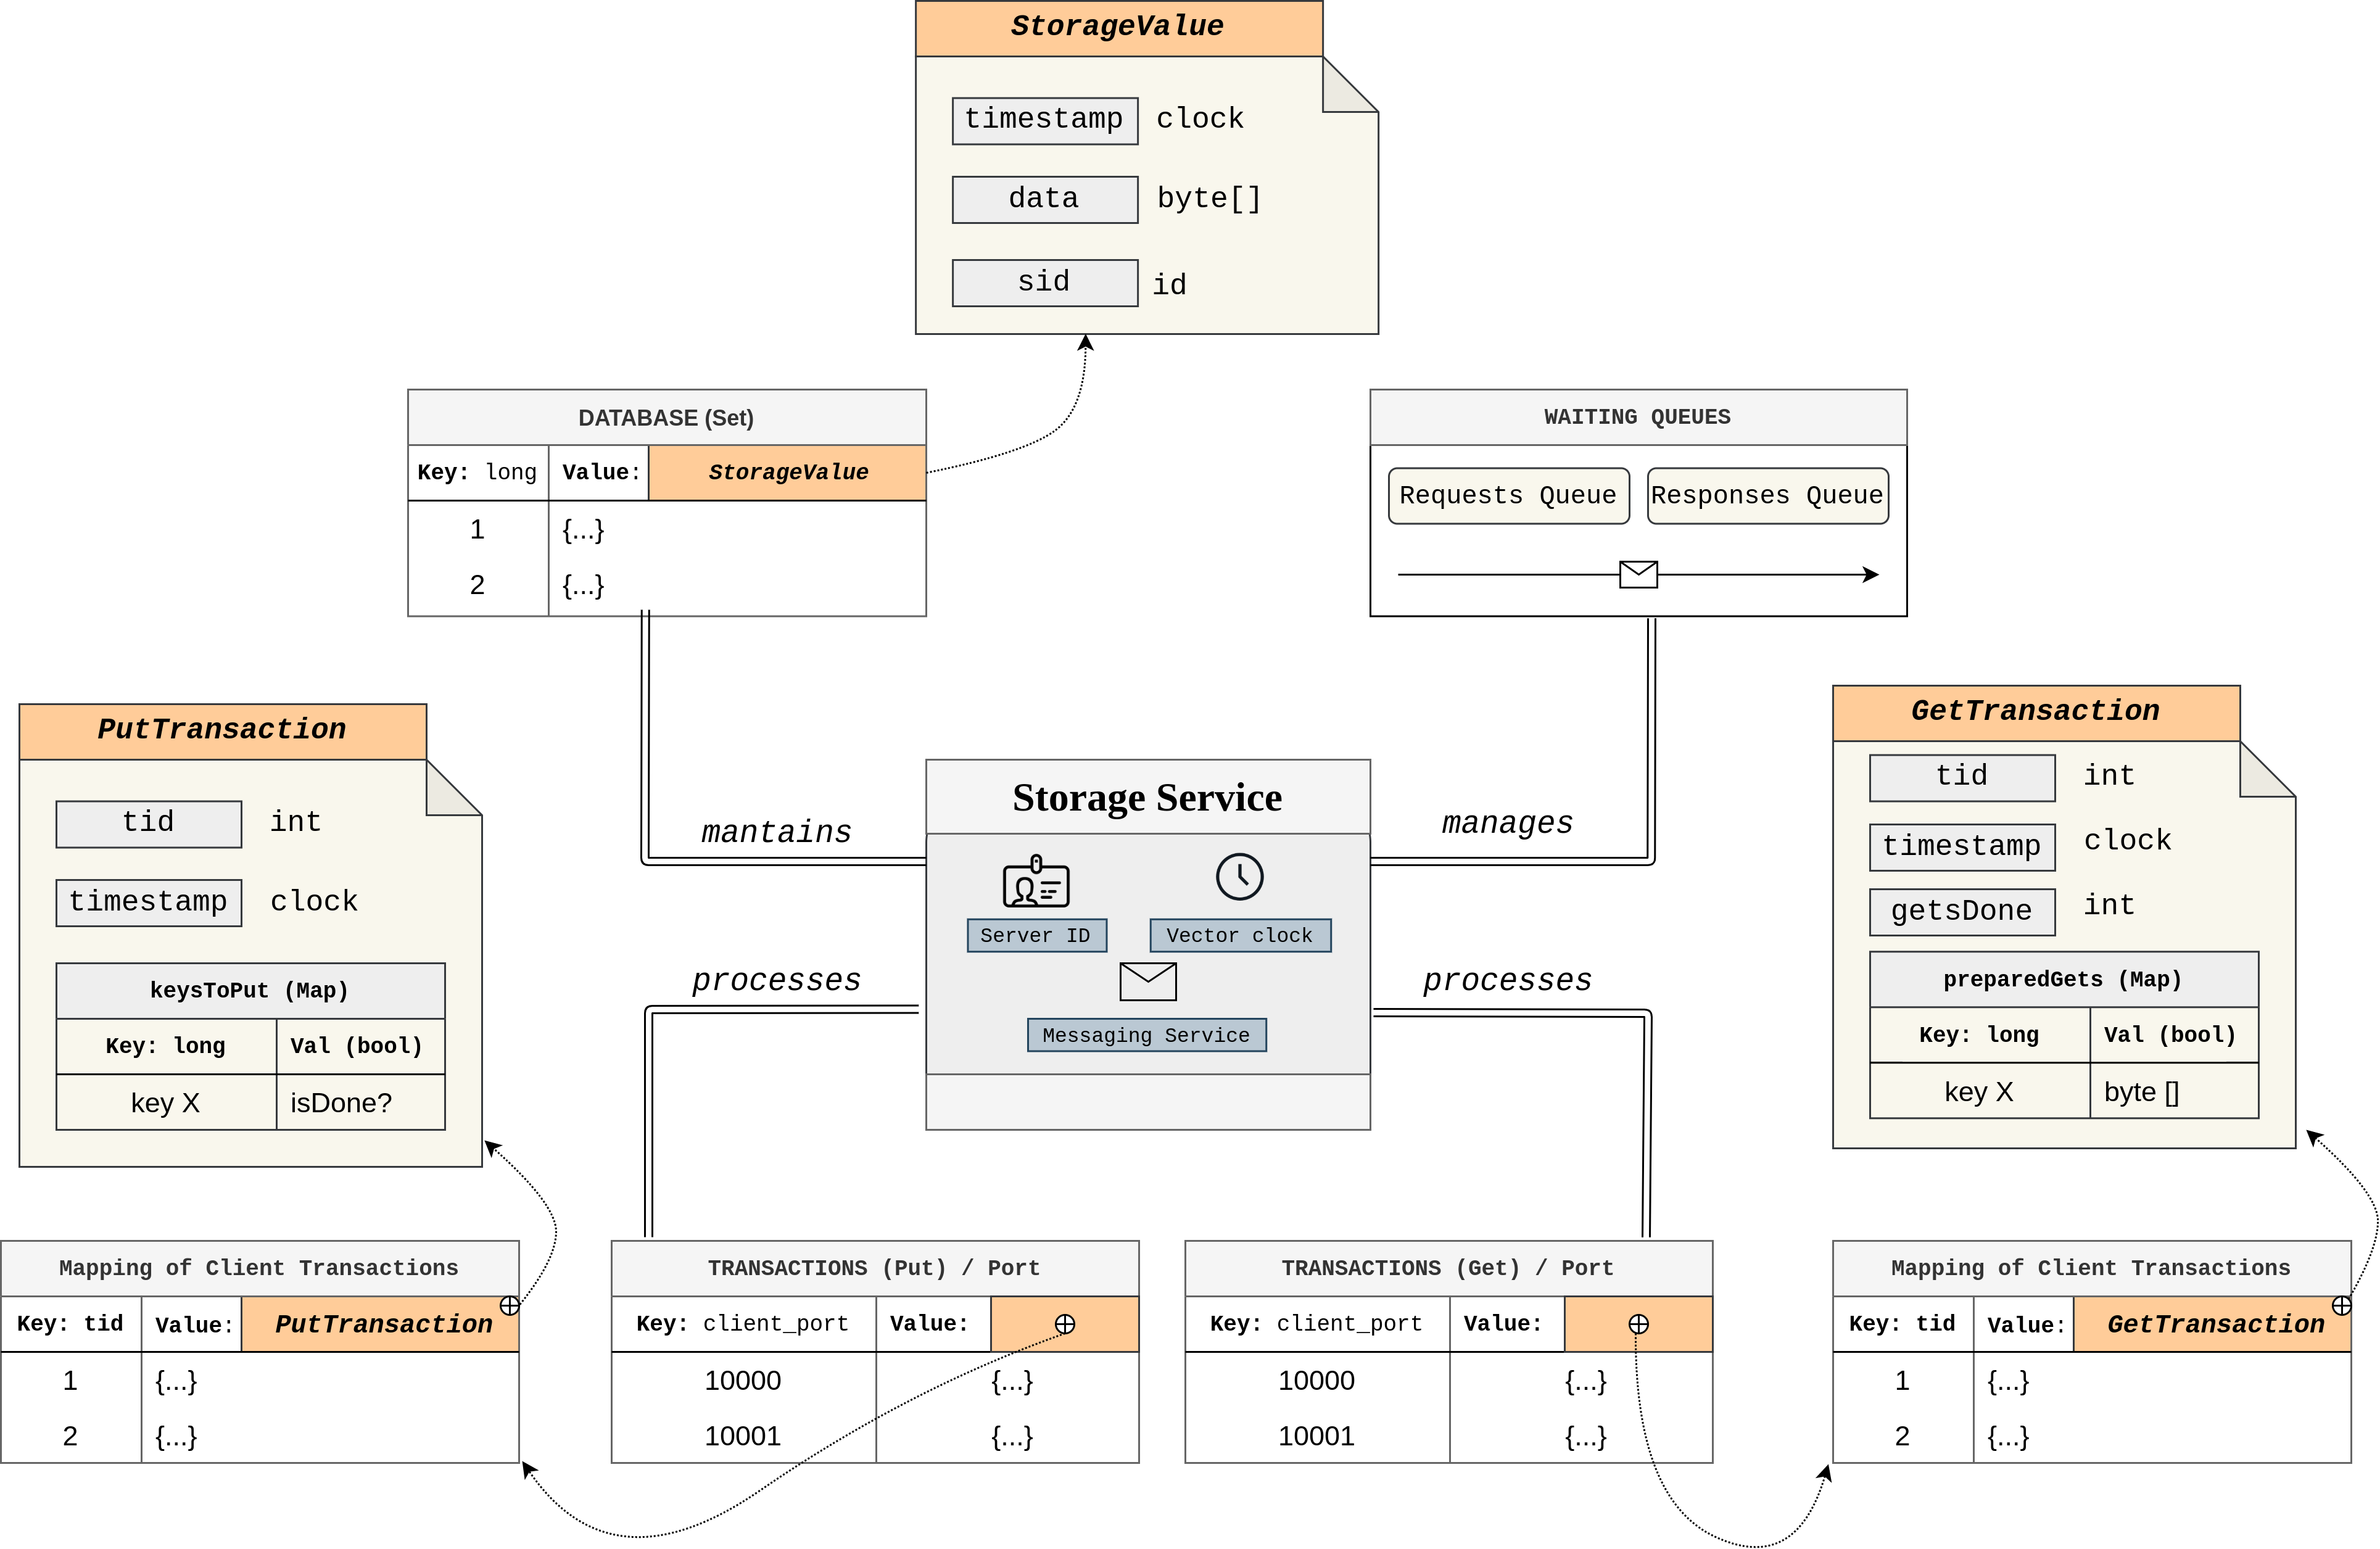 StorageValue
timestamp clock
data byte[]
sid id
DATABASE (Set)
Key: long Value: StorageValue
1 {...}
2 {...}
WAITING QUEUES
Requests Queue Responses Queue
PutTransaction
tid int
timestamp clock
keysToPut (Map)
Key: long Val (bool)
key X isDone?
mantains
manages
processes
processes
Storage Service
Server ID Vector clock
Messaging Service
GetTransaction
tid int
timestamp clock
getsDone int
preparedGets (Map)
Key: long Val (bool)
key X byte []
Mapping of Client Transactions
Key: tid Value: PutTransaction
1 {...}
2 {...}
TRANSACTIONS (Put) / Port
Key: client_port Value:
10000 {...}
10001 {...}
TRANSACTIONS (Get) / Port
Key: client_port Value:
10000 {...}
10001 {...}
Mapping of Client Transactions
Key: tid Value: GetTransaction
1 {...}
2 {...}